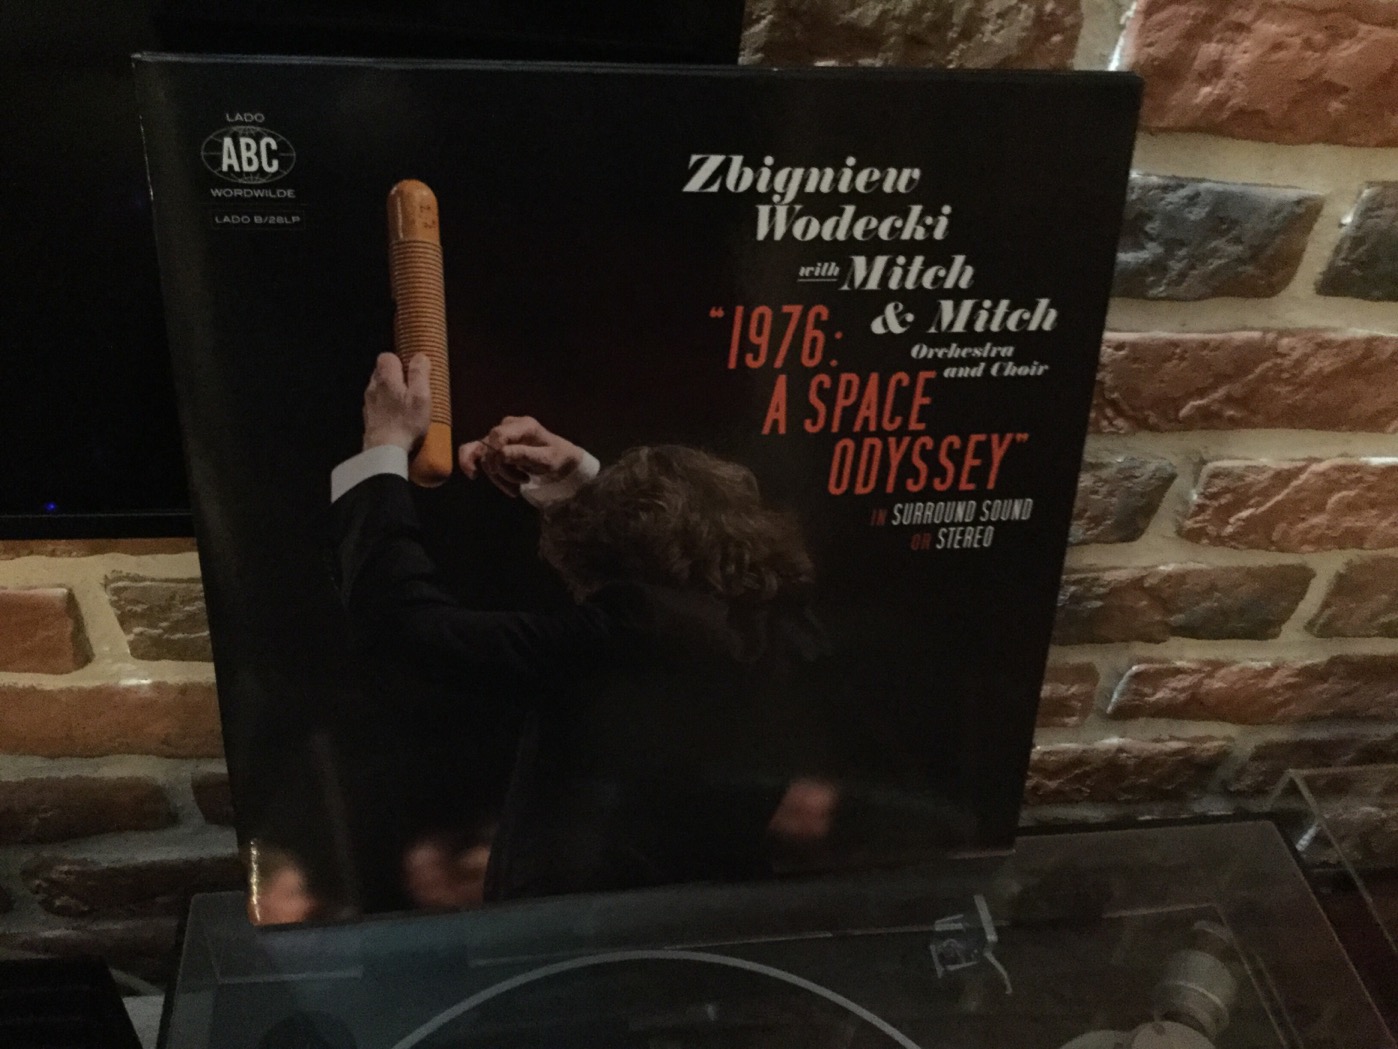 LADO
ABC
WORDWILDE
LADO B/28LP
Zbigniew
Wodecki
with Mitch
& Mitch
Orchestra
and Choir
"1976:
A SPACE
ODYSSEY"
IN SURROUND SOUND
OR STEREO